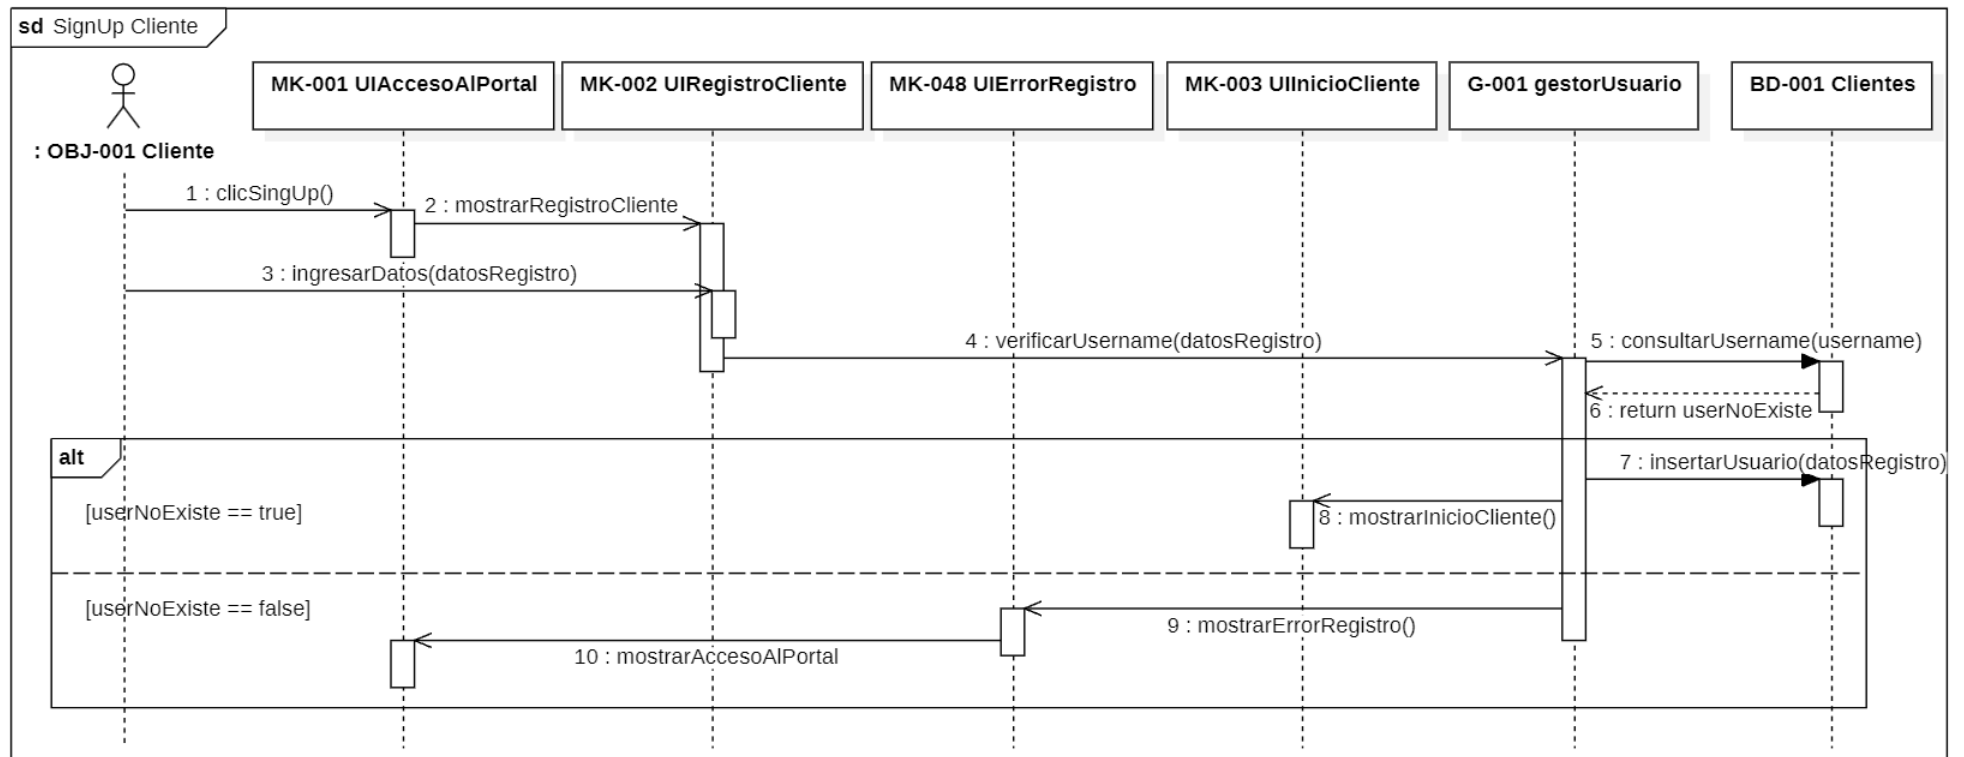 sd SignUp Cliente
MK-001 UIAccesoAlPortal
MK-002 UIRegistroCliente
MK-048 UIErrorRegistro
MK-003 UIInicioCliente
G-001 gestorUsuario
BD-001 Clientes
: OBJ-001 Cliente
1 : clicSingUp()
2 : mostrarRegistroCliente
3 : ingresarDatos(datosRegistro)
4 : verificarUsername(datosRegistro)
5 : consultarUsername(username)
6 : return userNoExiste
alt
7 : insertarUsuario(datosRegistro)
[userNoExiste == true]
8 : mostrarInicioCliente()
[userNoExiste == false]
9 : mostrarErrorRegistro()
10 : mostrarAccesoAlPortal